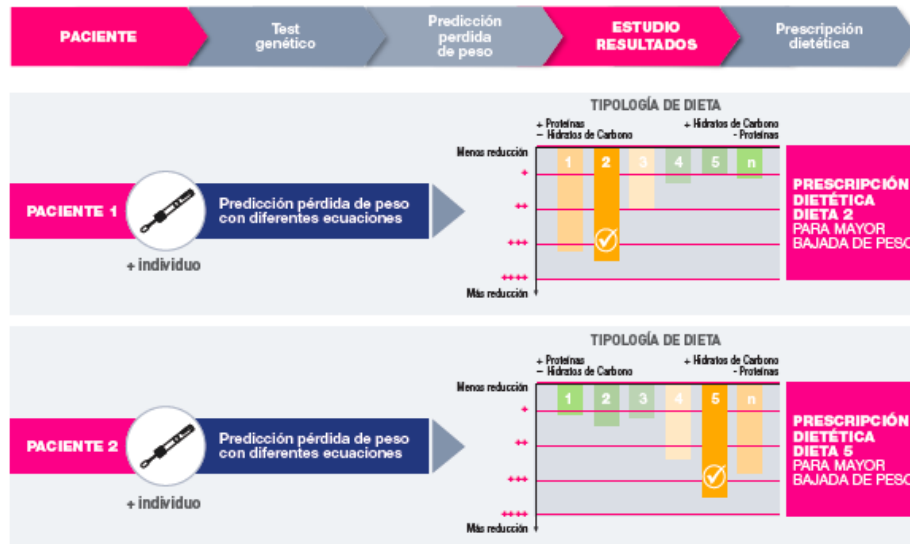 PACIENTE
Test
genético
Predicción
perdida
de peso
ESTUDIO
RESULTADOS
Prescripción
dietética
TIPOLOGÍA DE DIETA
+ Proteínas
– Hidratos de Carbono
+ Hidratos de Carbono
- Proteínas
Menos reducción
1 2 3 4 5 n
+
++
+++
++++
Más reducción
PACIENTE 1
+ individuo
Predicción pérdida de peso
con diferentes ecuaciones
PRESCRIPCIÓN
DIETÉTICA
DIETA 2
PARA MAYOR
BAJADA DE PESO
TIPOLOGÍA DE DIETA
+ Proteínas
– Hidratos de Carbono
+ Hidratos de Carbono
- Proteínas
Menos reducción
1 2 3 4 5 n
+
++
+++
++++
Más reducción
PACIENTE 2
+ individuo
Predicción pérdida de peso
con diferentes ecuaciones
PRESCRIPCIÓN
DIETÉTICA
DIETA 5
PARA MAYOR
BAJADA DE PESO